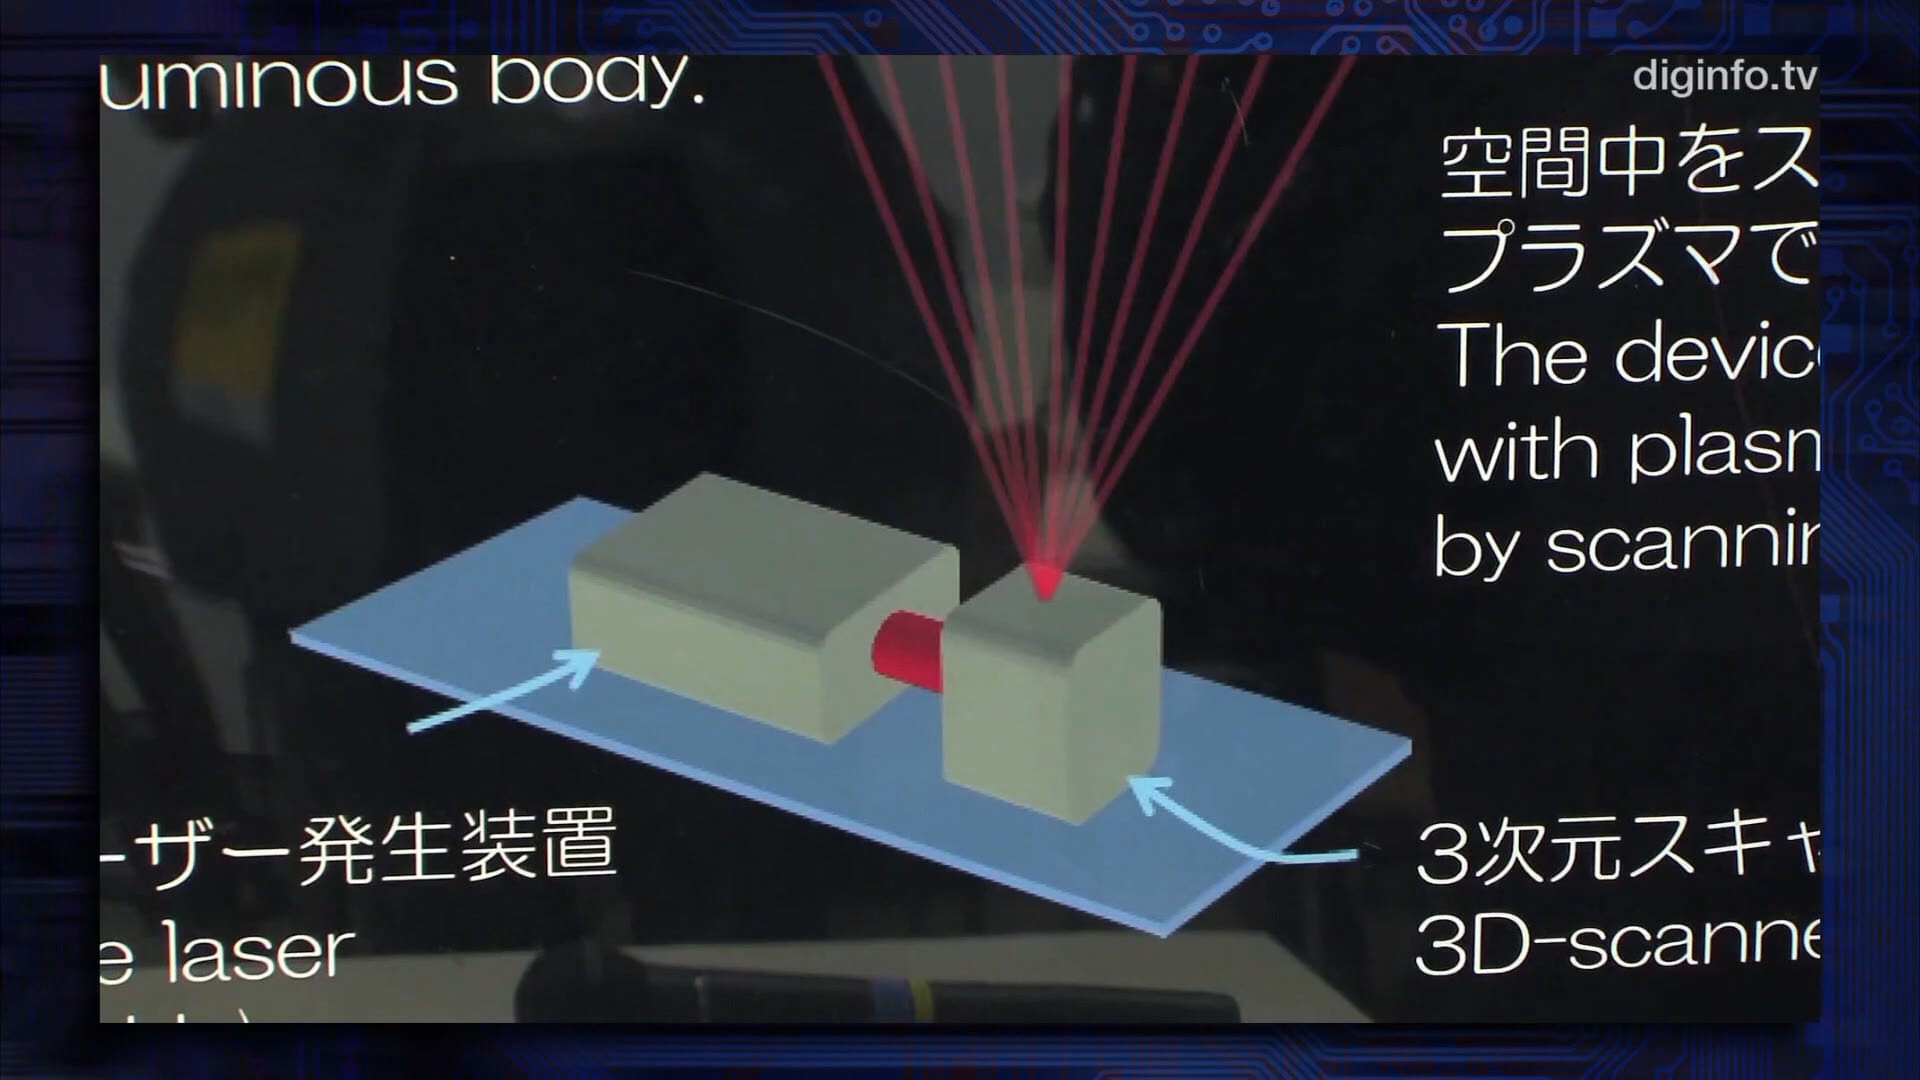 uminous body.
diginfo.tv
空間中をス
プラズマで
The devic
with plasm
by scannin
ーザー発生装置
e laser
3次元スキャ
3D-scanne